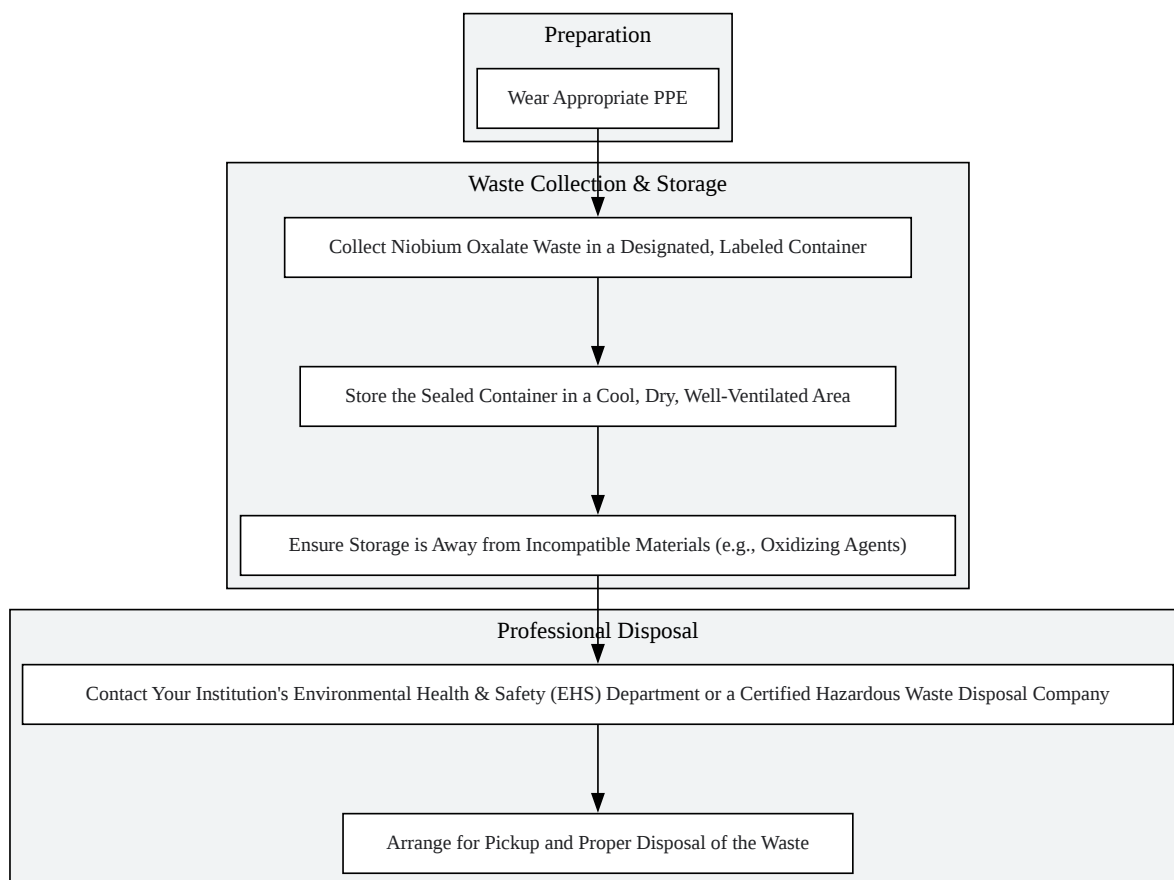 Preparation
Wear Appropriate PPE
Waste Collection & Storage
Collect Niobium Oxalate Waste in a Designated, Labeled Container
Store the Sealed Container in a Cool, Dry, Well-Ventilated Area
Ensure Storage is Away from Incompatible Materials (e.g., Oxidizing Agents)
Professional Disposal
Contact Your Institution's Environmental Health & Safety (EHS) Department or a Certified Hazardous Waste Disposal Company
Arrange for Pickup and Proper Disposal of the Waste